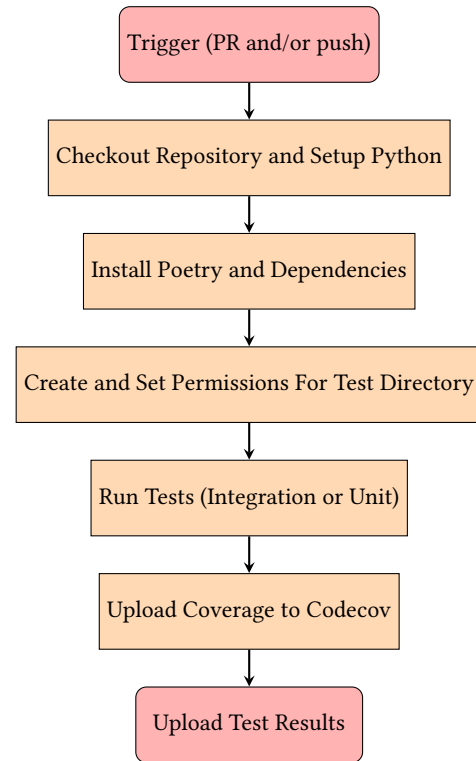 Trigger (PR and/or push)
Checkout Repository and Setup Python
Install Poetry and Dependencies
Create and Set Permissions For Test Directory
Run Tests (Integration or Unit)
Upload Coverage to Codecov
Upload Test Results